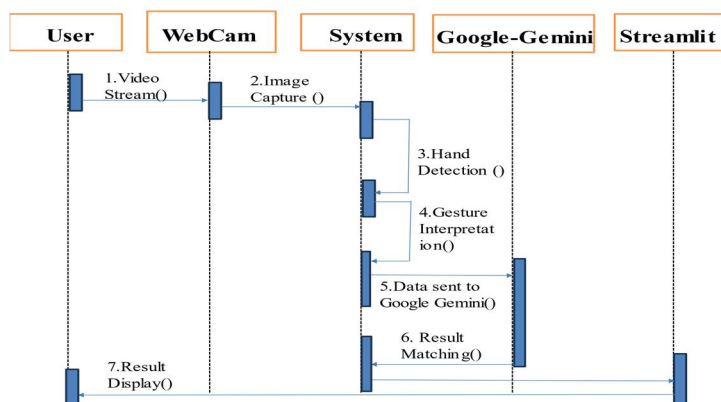 User
WebCam
System
Google-Gemini
Streamlit
1.Video
Stream()
2.Image
Capture ()
3.Hand
Detection ()
4.Gesture
Interpretat
ion()
5.Data sent to
Google Gemini()
6. Result
Matching()
7.Result
Display()